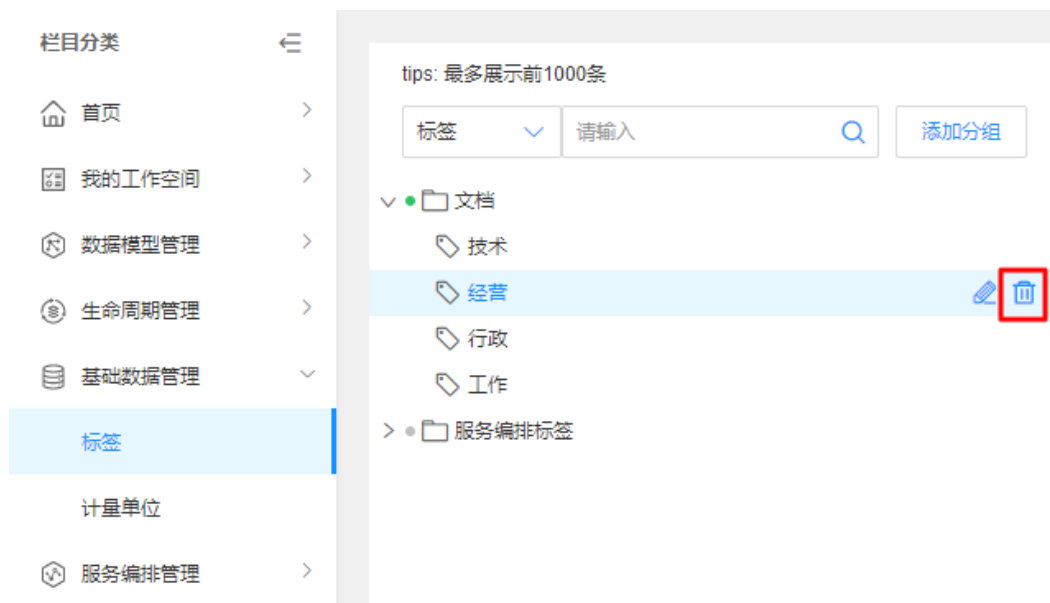 栏目分类
首页
我的工作空间
数据模型管理
生命周期管理
基础数据管理
标签
计量单位
服务编排管理
tips: 最多展示前1000条
标签 请输入 添加分组
文档
技术
经营
行政
工作
服务编排标签